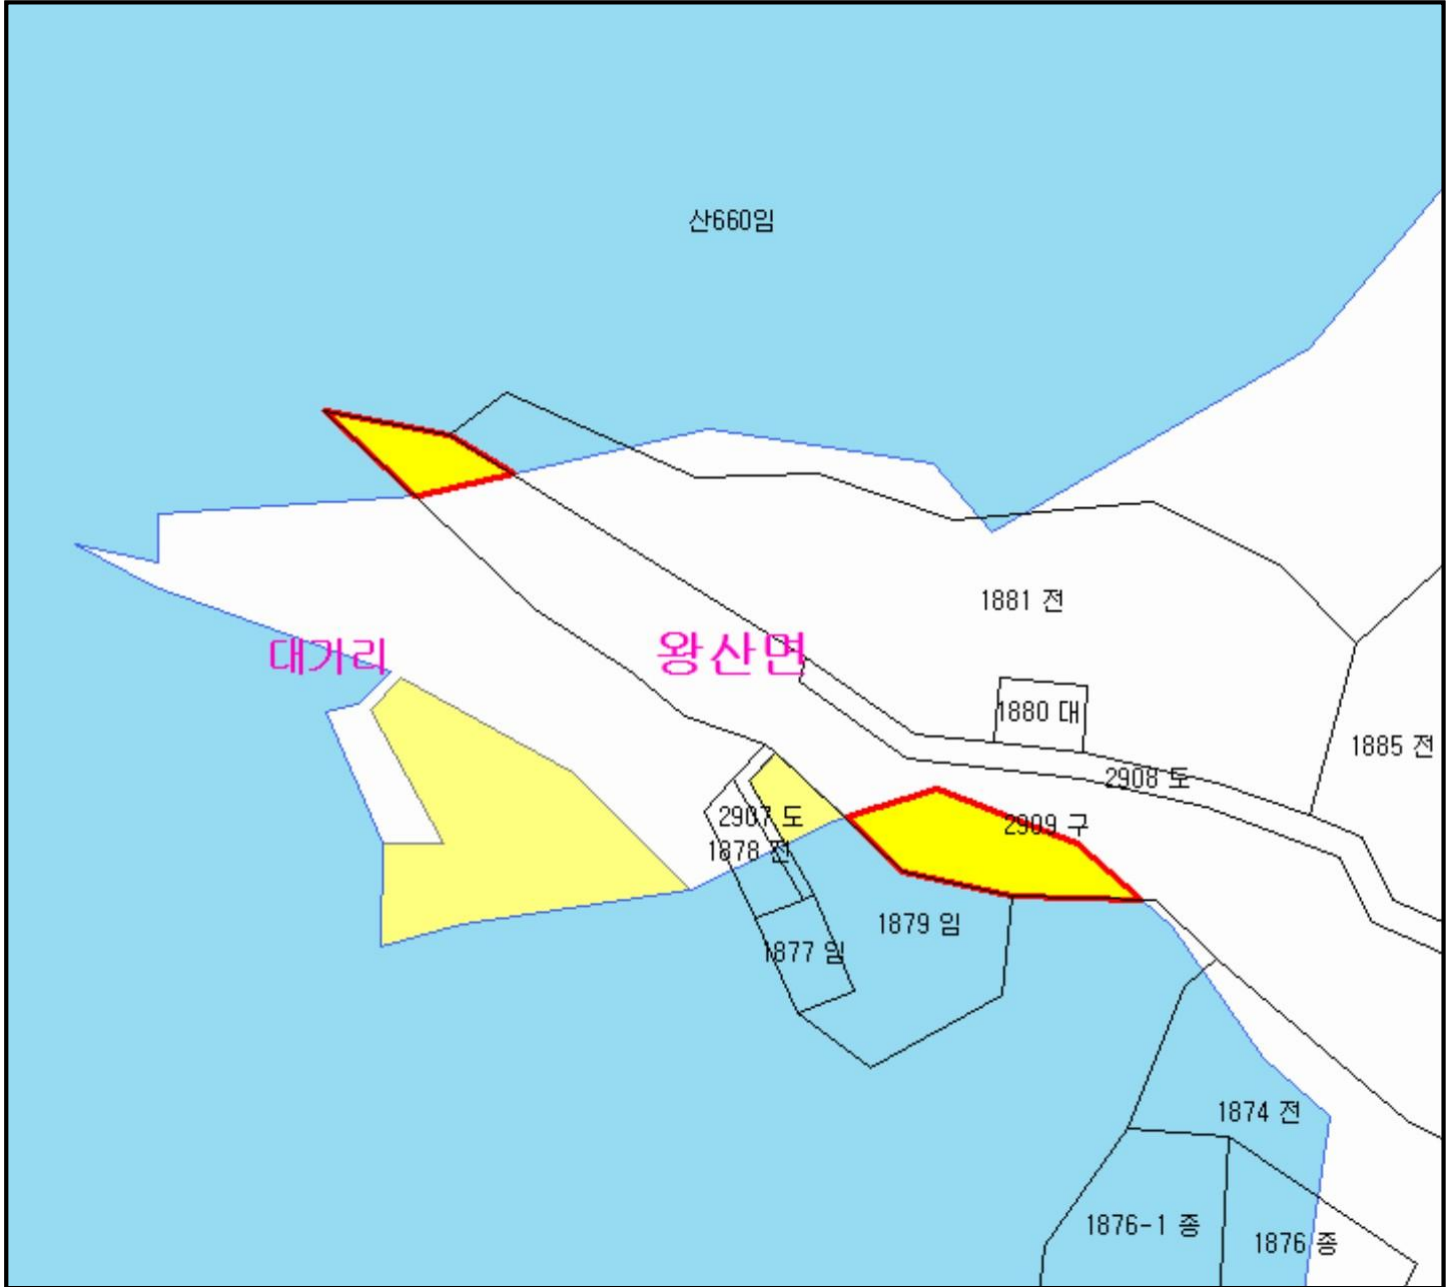 산660임
1881 전
대기리
왕산면
1880 대
1885 전
2908 도
2907 도
2909 구
1878 전
1879 임
1877 임
1874 전
1876-1 종
1876 종